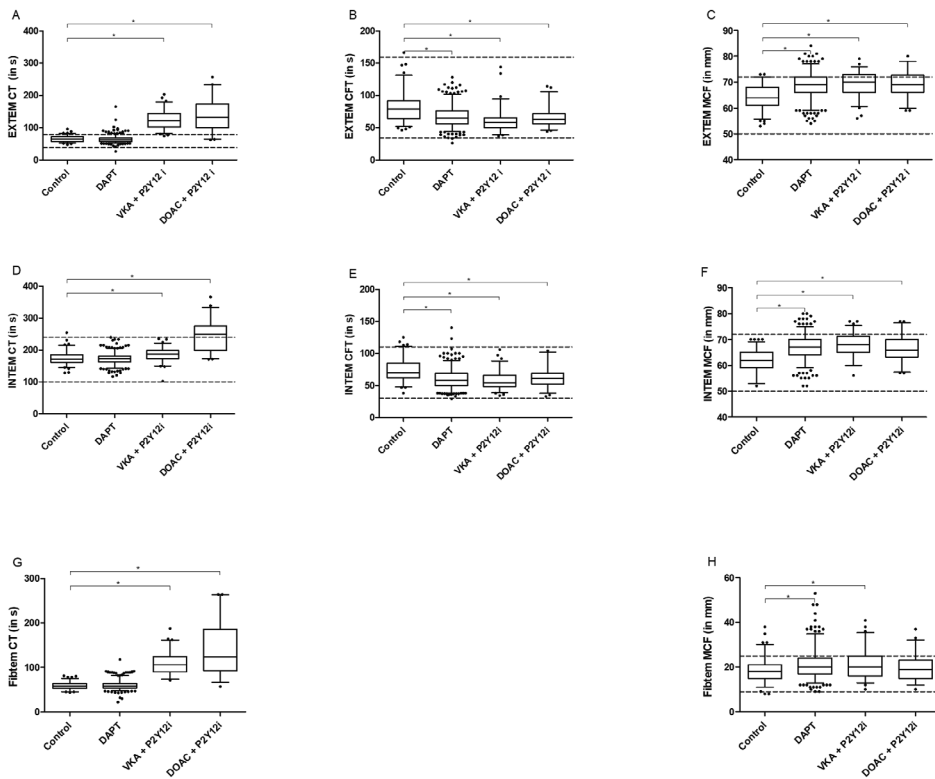 A
EXTEM CT (in s)
400
300
200
100
0
*
*
Control
DAPT
VKA + P2Y12 i
DOAC + P2Y12 i
B
EXTEM CFT (in s)
200
150
100
50
0
*
*
*
Control
DAPT
VKA + P2Y12 i
DOAC + P2Y12 i
C
EXTEM MCF (in mm)
90
80
70
60
50
40
*
*
*
Control
DAPT
VKA + P2Y12 i
DOAC + P2Y12 i
D
INTEM CT (in s)
400
300
200
100
0
*
*
Control
DAPT
VKA + P2Y12i
DOAC + P2Y12i
E
INTEM CFT (in s)
200
150
100
50
0
*
*
*
Control
DAPT
VKA + P2Y12i
DOAC + P2Y12i
F
INTEM MCF (in mm)
90
80
70
60
50
40
*
*
*
Control
DAPT
VKA + P2Y12i
DOAC + P2Y12i
G
Fibtem CT (in s)
300
200
100
0
*
*
Control
DAPT
VKA + P2Y12i
DOAC + P2Y12i
H
Fibtem MCF (in mm)
60
40
20
0
*
*
Control
DAPT
VKA + P2Y12i
DOAC + P2Y12i